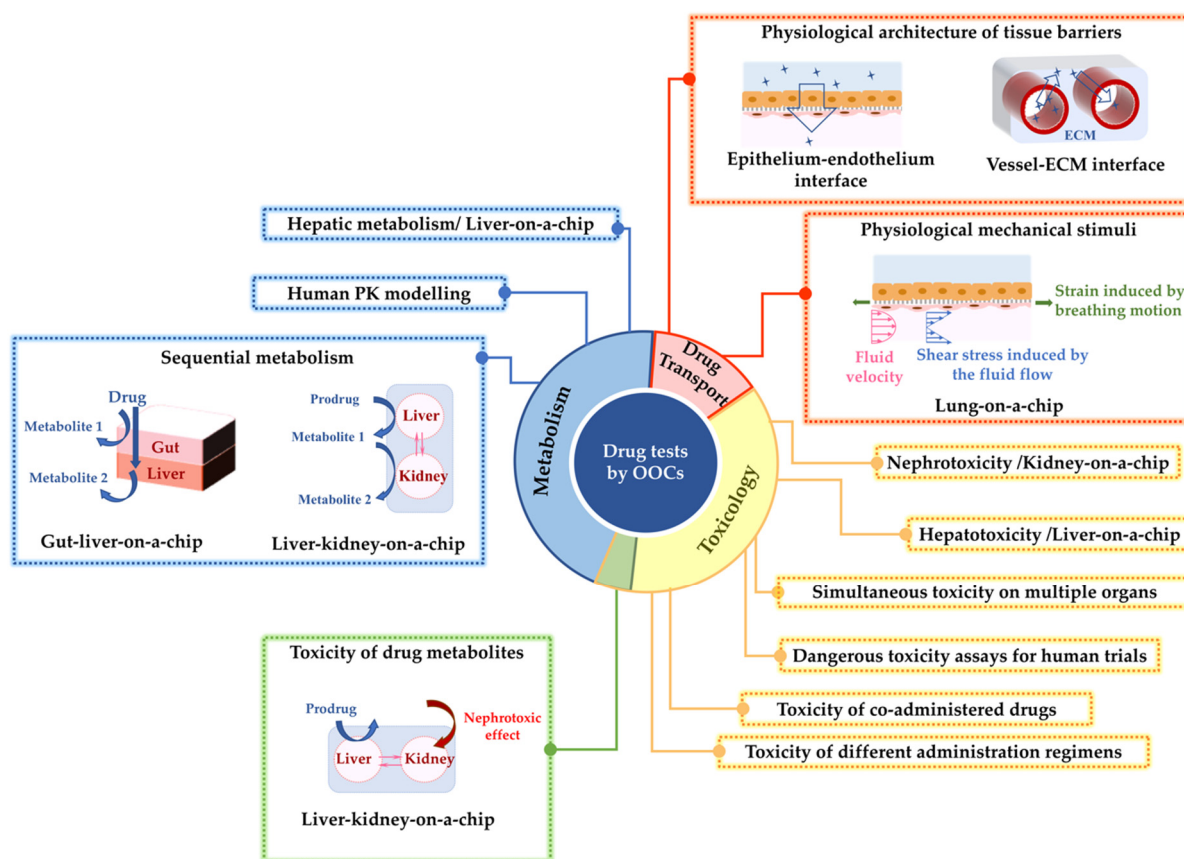 Physiological architecture of tissue barriers
ECM
Epithelium-endothelium
interface
Vessel-ECM interface
Hepatic metabolism/ Liver-on-a-chip
Human PK modelling
Physiological mechanical stimuli
Strain induced by
breathing motion
Fluid
velocity
Shear stress induced by
the fluid flow
Lung-on-a-chip
Sequential metabolism
Drug
Metabolite 1
Gut
Metabolite 2
Liver
Gut-liver-on-a-chip
Prodrug
Liver
Metabolite 1
Kidney
Metabolite 2
Liver-kidney-on-a-chip
Drug
Transport
Metabolism
Drug tests
by OOCs
Toxicology
Nephrotoxicity /Kidney-on-a-chip
Hepatotoxicity /Liver-on-a-chip
Simultaneous toxicity on multiple organs
Dangerous toxicity assays for human trials
Toxicity of co-administered drugs
Toxicity of different administration regimens
Toxicity of drug metabolites
Prodrug
Nephrotoxic
effect
Liver
Kidney
Liver-kidney-on-a-chip